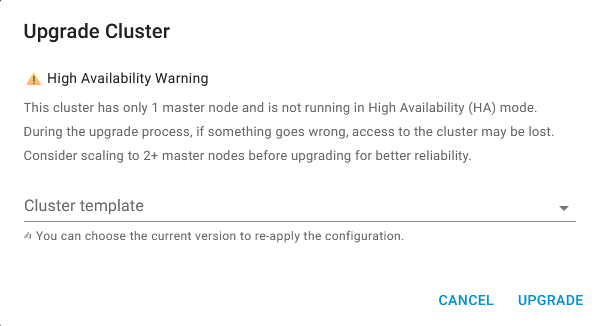 Upgrade Cluster
⚠ High Availability Warning
This cluster has only 1 master node and is not running in High Availability (HA) mode.
During the upgrade process, if something goes wrong, access to the cluster may be lost.
Consider scaling to 2+ master nodes before upgrading for better reliability.
Cluster template
You can choose the current version to re-apply the configuration.
CANCEL UPGRADE